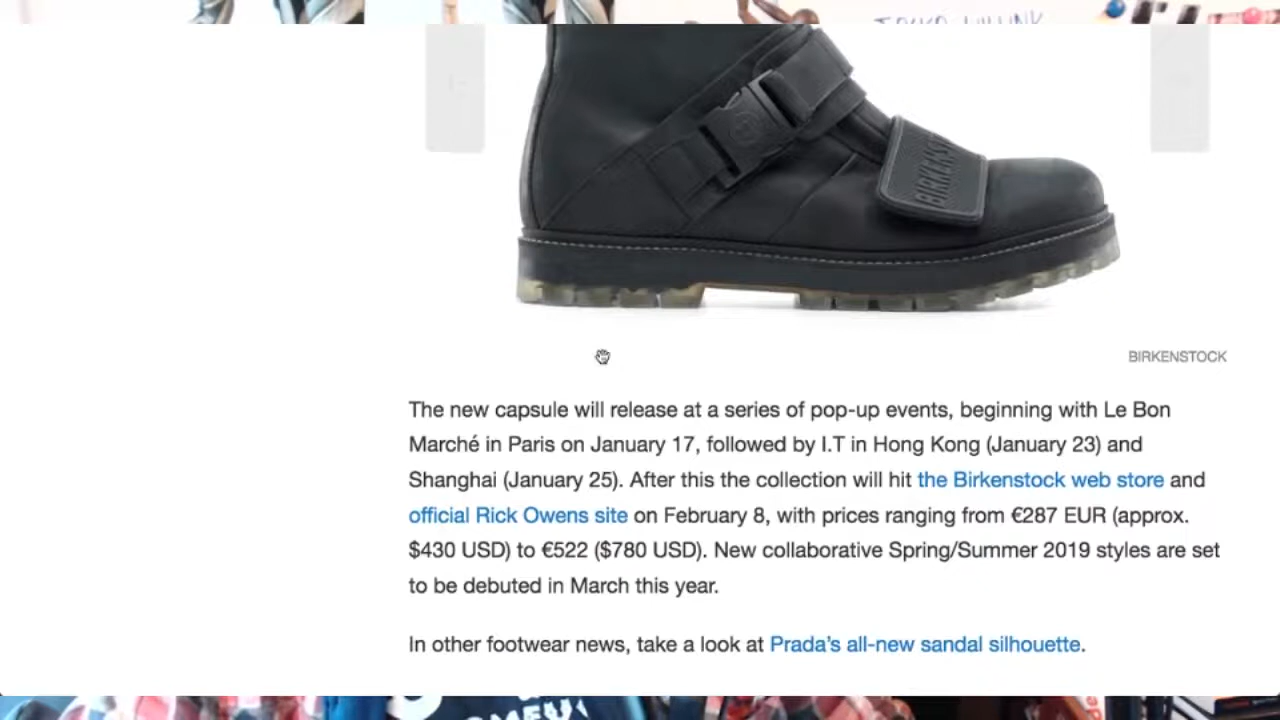 JOCKO WILLINK
BIRKENST
BIRKENSTOCK
The new capsule will release at a series of pop-up events, beginning with Le Bon
Marché in Paris on January 17, followed by I.T in Hong Kong (January 23) and
Shanghai (January 25). After this the collection will hit the Birkenstock web store and
official Rick Owens site on February 8, with prices ranging from €287 EUR (approx.
$430 USD) to €522 ($780 USD). New collaborative Spring/Summer 2019 styles are set
to be debuted in March this year.
In other footwear news, take a look at Prada’s all-new sandal silhouette.